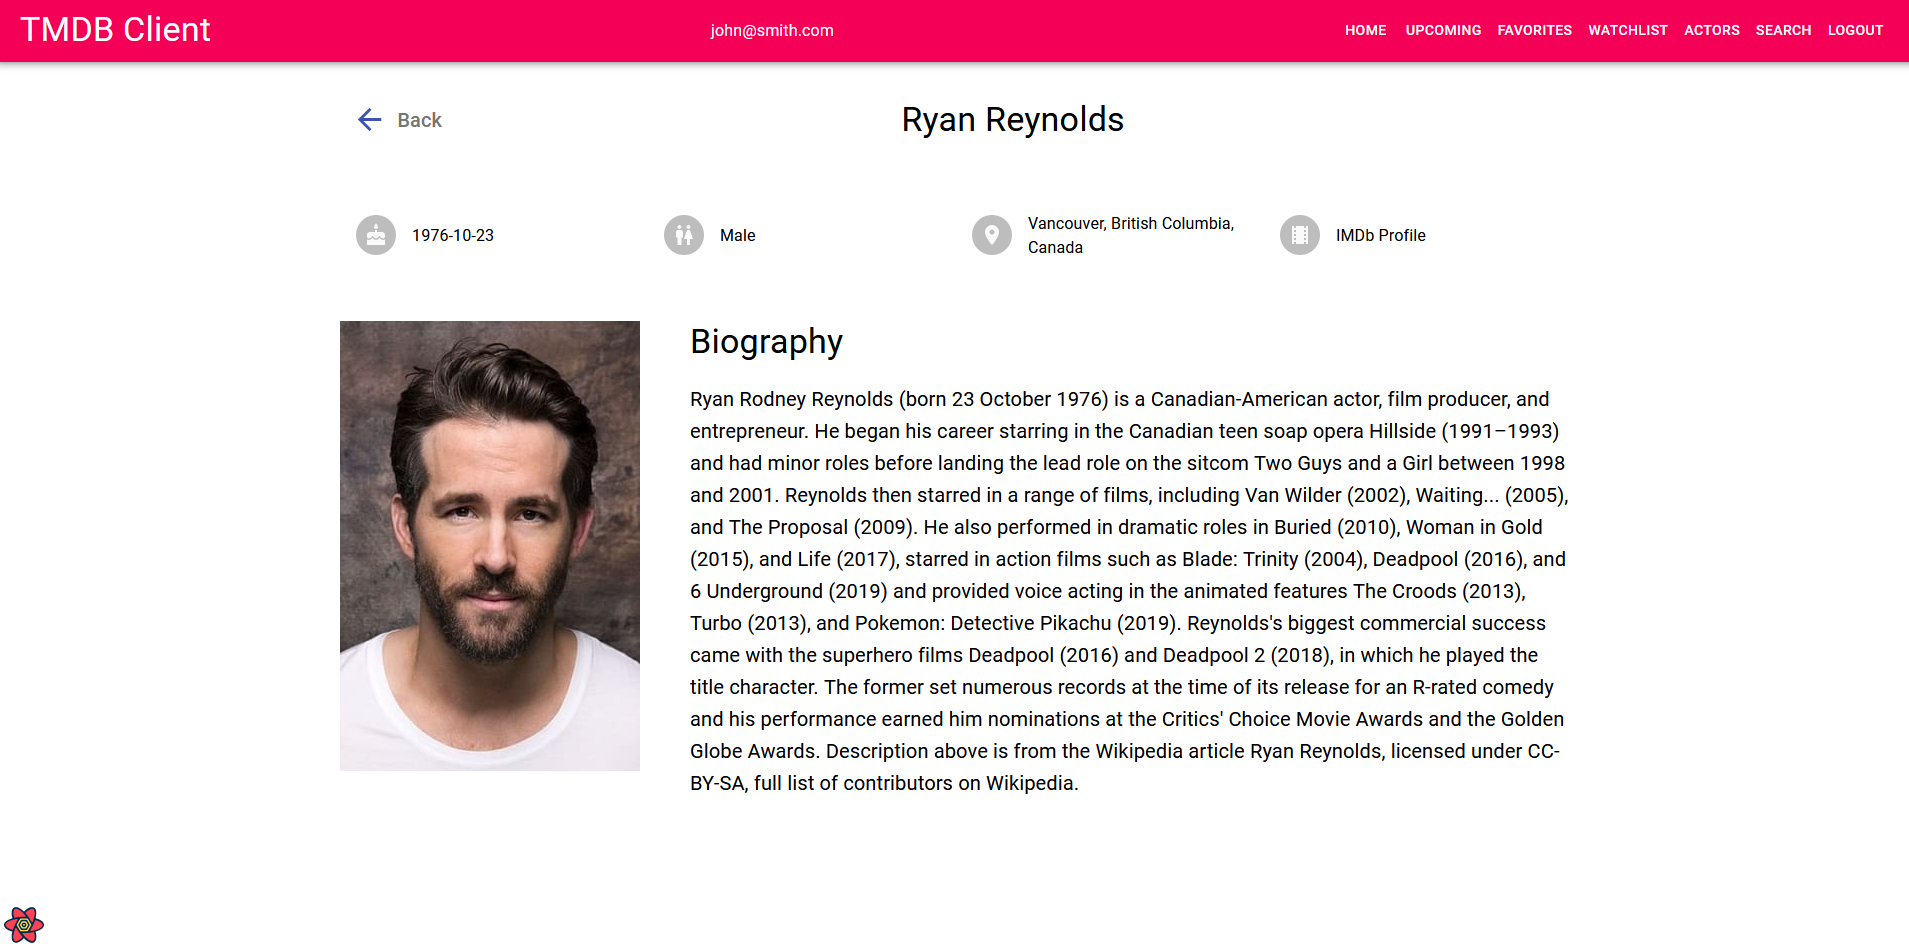 TMDB Client
john@smith.com
HOME UPCOMING FAVORITES WATCHLIST ACTORS SEARCH LOGOUT
Back
Ryan Reynolds
1976-10-23
Male
Vancouver, British Columbia,
Canada
IMDb Profile
Biography
Ryan Rodney Reynolds (born 23 October 1976) is a Canadian-American actor, film producer, and
entrepreneur. He began his career starring in the Canadian teen soap opera Hillside (1991–1993)
and had minor roles before landing the lead role on the sitcom Two Guys and a Girl between 1998
and 2001. Reynolds then starred in a range of films, including Van Wilder (2002), Waiting... (2005),
and The Proposal (2009). He also performed in dramatic roles in Buried (2010), Woman in Gold
(2015), and Life (2017), starred in action films such as Blade: Trinity (2004), Deadpool (2016), and
6 Underground (2019) and provided voice acting in the animated features The Croods (2013),
Turbo (2013), and Pokemon: Detective Pikachu (2019). Reynolds's biggest commercial success
came with the superhero films Deadpool (2016) and Deadpool 2 (2018), in which he played the
title character. The former set numerous records at the time of its release for an R-rated comedy
and his performance earned him nominations at the Critics' Choice Movie Awards and the Golden
Globe Awards. Description above is from the Wikipedia article Ryan Reynolds, licensed under CC-
BY-SA, full list of contributors on Wikipedia.